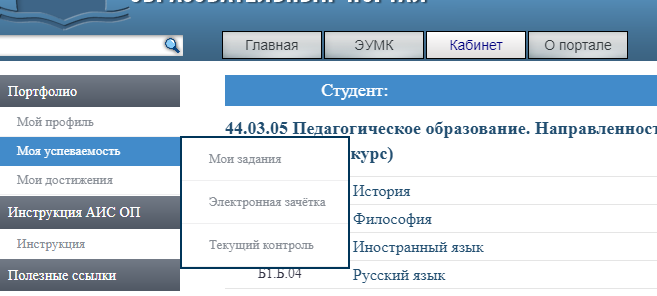 ОБРАЗОВАТЕЛЬНЫЙ ПОРТАЛ
Главная
ЭУМК
Кабинет
О портале
Портфолио
Мой профиль
Моя успеваемость
Мои достижения
Инструкция АИС ОП
Инструкция
Полезные ссылки
Мои задания
Электронная зачётка
Текущий контроль
Студент:
44.03.05 Педагогическое образование. Направленност
курс)
История
Философия
Иностранный язык
Б1.Б.04 Русский язык